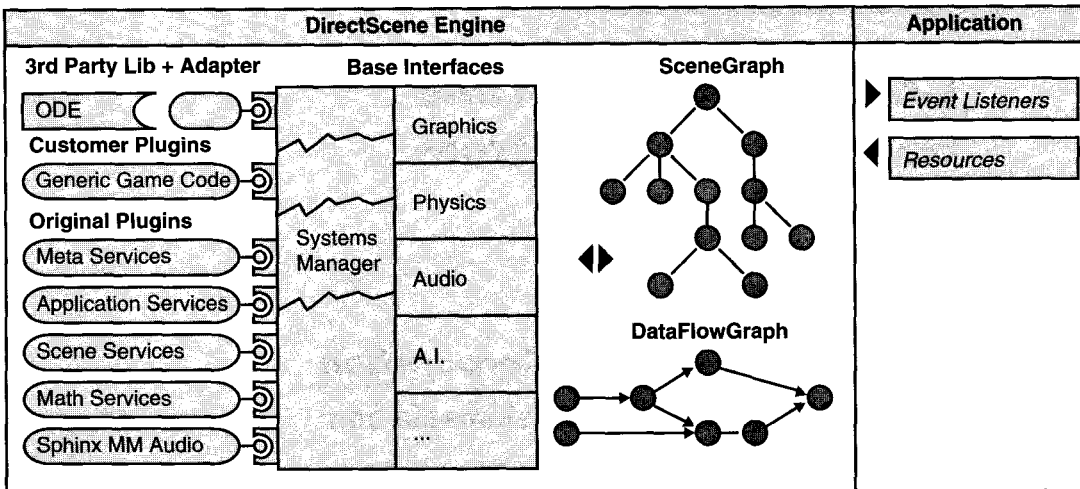 DirectScene Engine
Application
3rd Party Lib + Adapter
ODE
Customer Plugins
Generic Game Code
Original Plugins
Meta Services
Application Services
Scene Services
Math Services
Sphinx MM Audio
Base Interfaces
Systems
Manager
Graphics
Physics
Audio
A.I.
...
SceneGraph
DataFlowGraph
Event Listeners
Resources